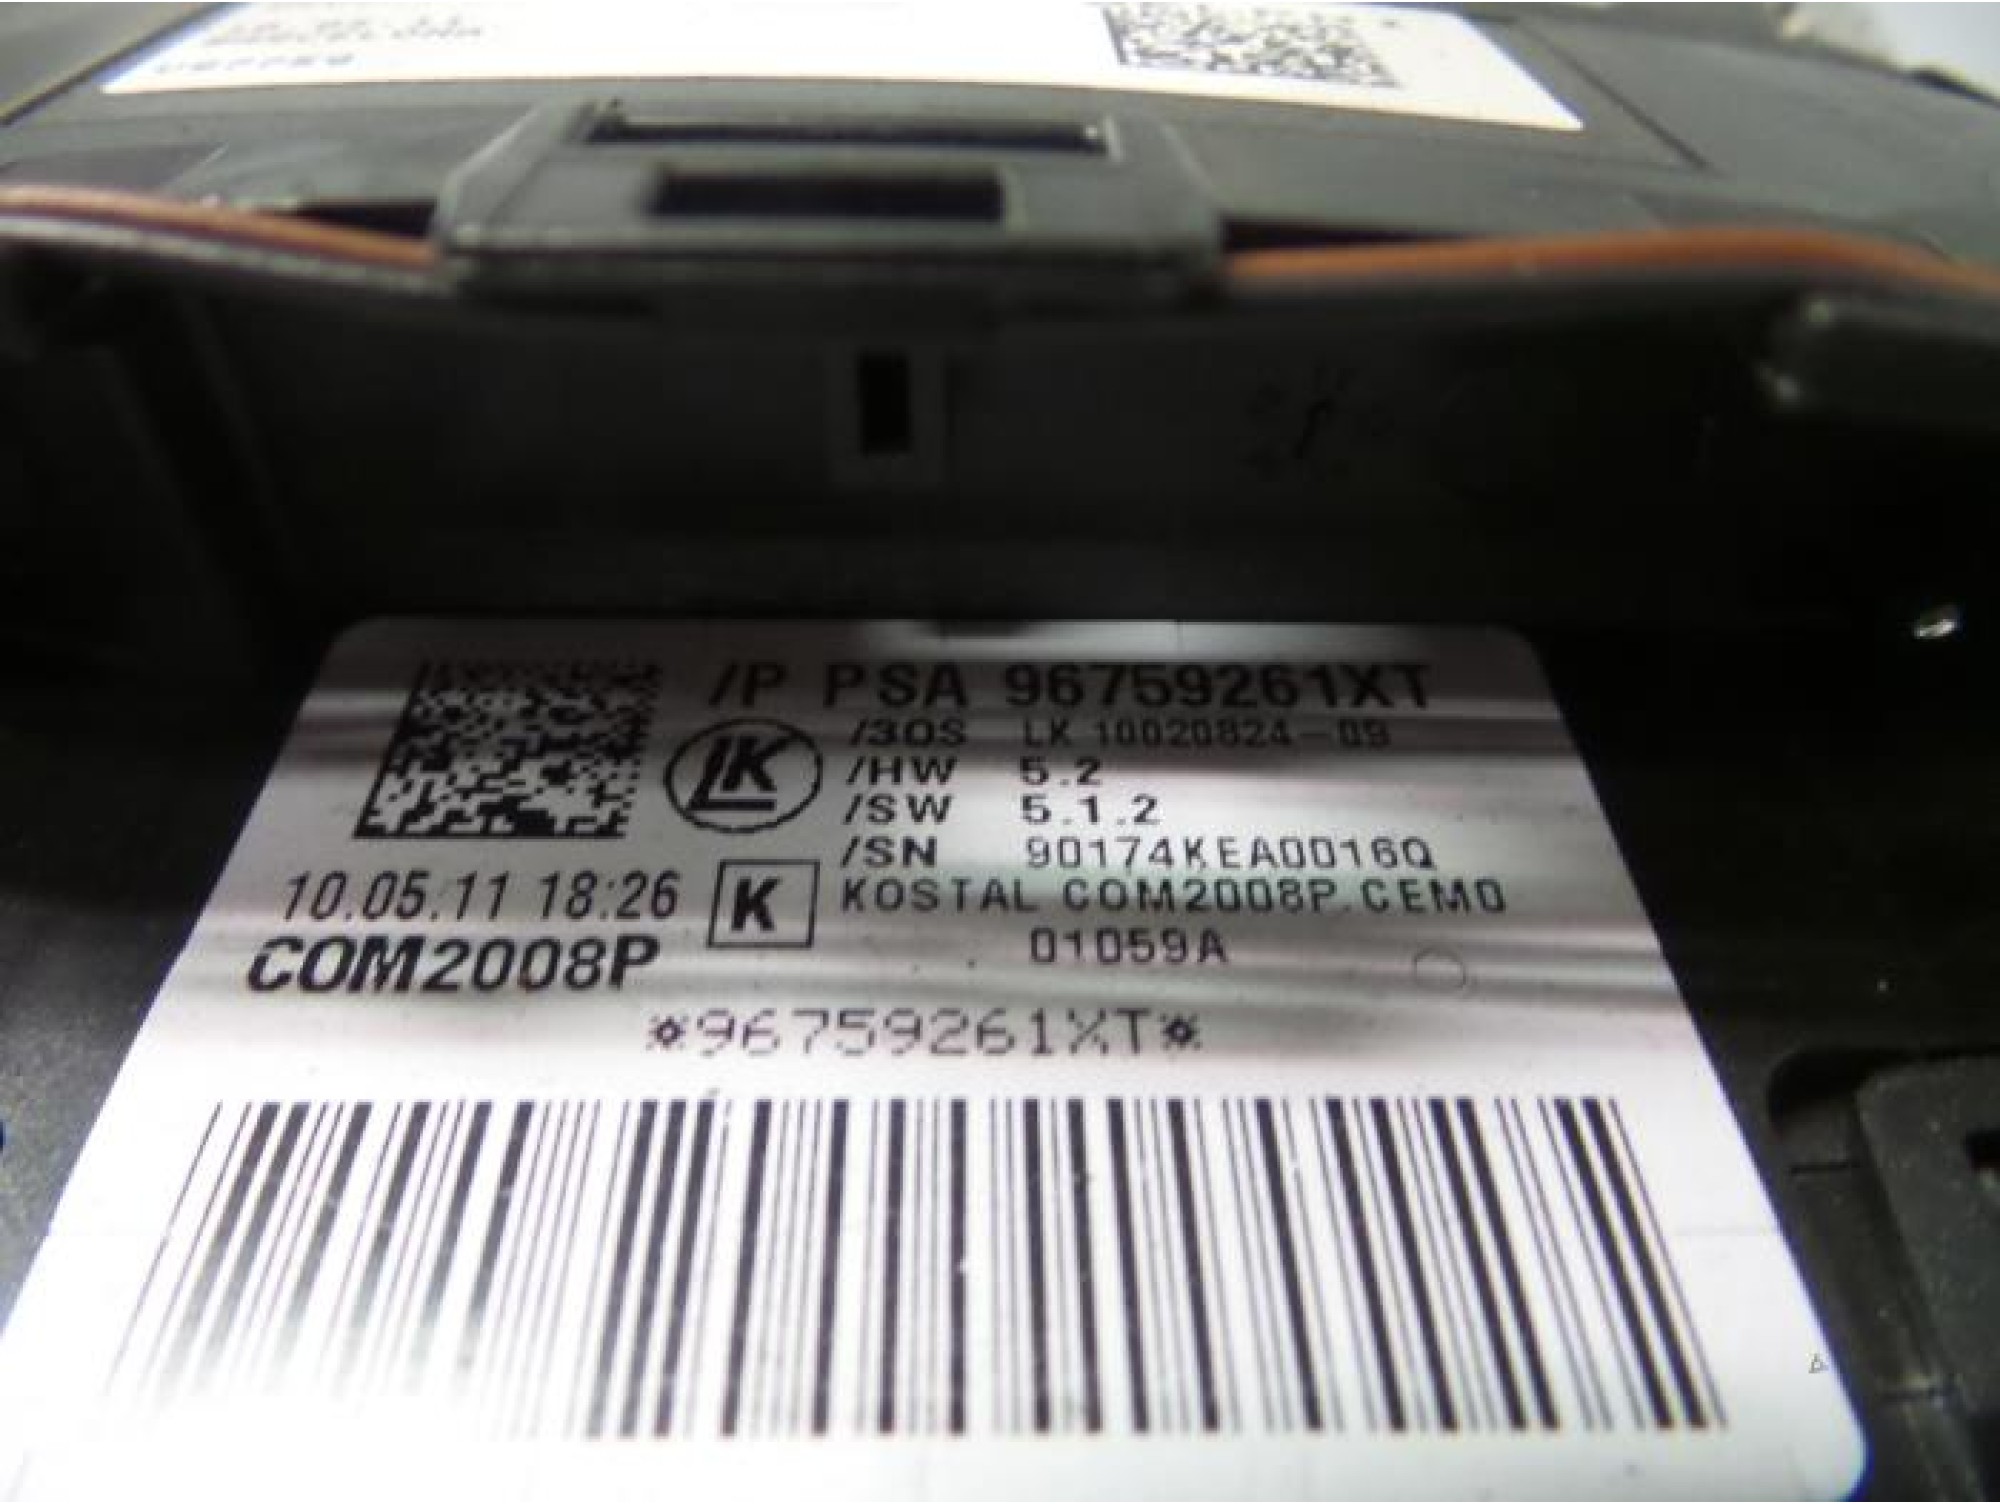 /P PSA 96759261XT
/3OS LK 10020824-09
LK
/HW 5.2
/SW 5.1.2
/SN 90174KEA0016Q
10.05.11 18:26
K
KOSTAL COM2008P CEM0
COM2008P
01059A
*96759261XT*